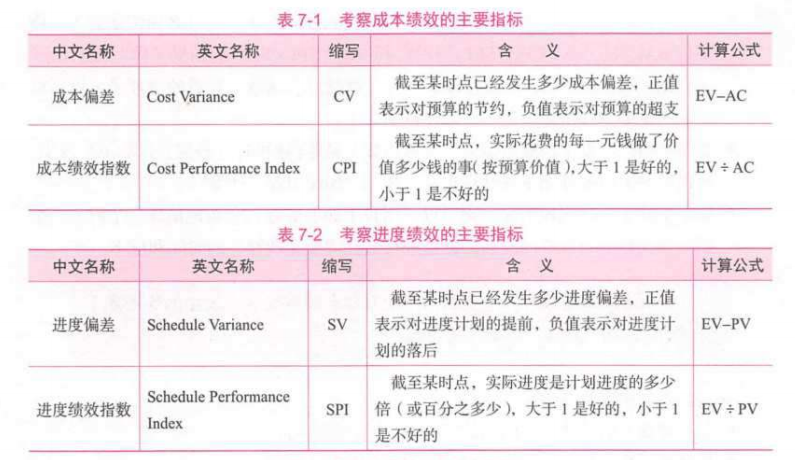 表 7-1 考察成本绩效的主要指标
中文名称 英文名称 缩写 含 义 计算公式
成本偏差 Cost Variance CV 截至某时点已经发生多少成本偏差，正值 EV–AC
表示对预算的节约，负值表示对预算的超支
截至某时点，实际花费的每一元钱做了价
成本绩效指数 Cost Performance Index CPI 值多少钱的事（按预算价值），大于 1 是好的， EV ÷ AC
小于 1 是不好的
表 7-2 考察进度绩效的主要指标
中文名称 英文名称 缩写 含 义 计算公式
截至某时点已经发生多少进度偏差，正值
进度偏差 Schedule Variance SV 表示对进度计划的提前，负值表示对进度计 EV–PV
划的落后
Schedule Performance 截至某时点，实际进度是计划进度的多少
进度绩效指数 Index SPI 倍（或百分之多少），大于 1 是好的，小于 1 EV ÷ PV
是不好的